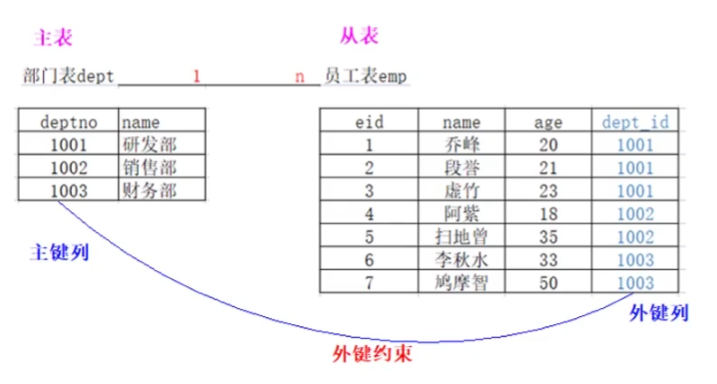 主表 从表
部门表dept 1 n 员工表emp
deptno name
1001 研发部
1002 销售部
1003 财务部
主键列
eid name age dept_id
1 乔峰 20 1001
2 段誉 21 1001
3 虚竹 23 1001
4 阿紫 18 1002
5 扫地曾 35 1002
6 李秋水 33 1003
7 鸠摩智 50 1003
外键列
外键约束